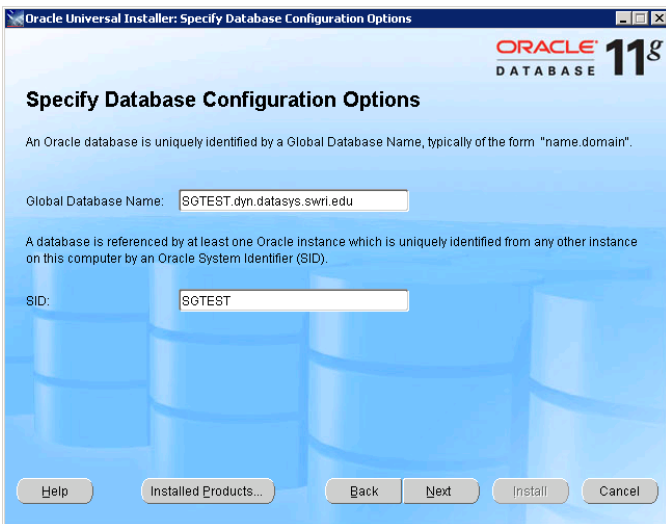 Oracle Universal Installer: Specify Database Configuration Options
ORACLE
DATABASE 11g
Specify Database Configuration Options
An Oracle database is uniquely identified by a Global Database Name, typically of the form "name.domain".
Global Database Name: SGTEST.dyn.datasys.swri.edu
A database is referenced by at least one Oracle instance which is uniquely identified from any other instance
on this computer by an Oracle System Identifier (SID).
SID: SGTEST
Help Installed Products... Back Next Install Cancel